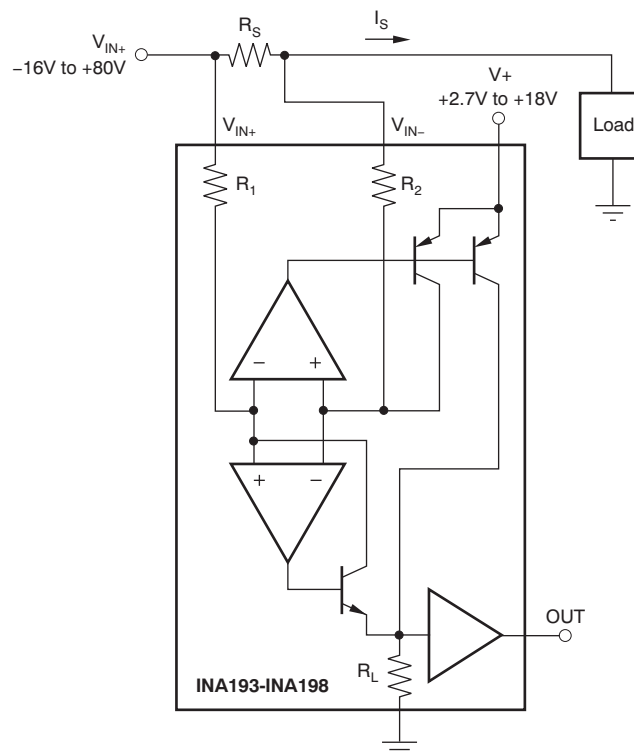 R_S
I_S
V_IN+
−16V to +80V
V+
+2.7V to +18V
Load
V_IN+
V_IN−
R_1
R_2
−
+
+
−
OUT
R_L
INA193-INA198